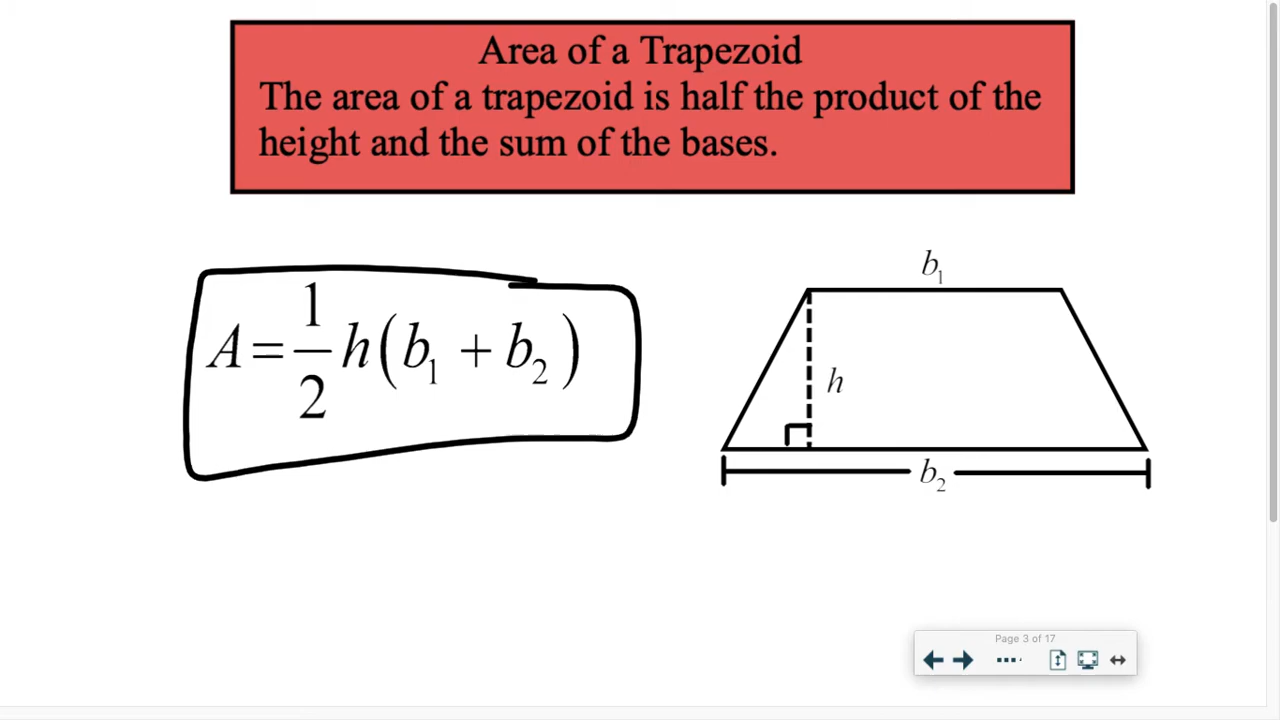 Area of a Trapezoid
The area of a trapezoid is half the product of the
height and the sum of the bases.
A = 1/2 h(b₁ + b₂)
b₁
h
b₂
Page 3 of 17